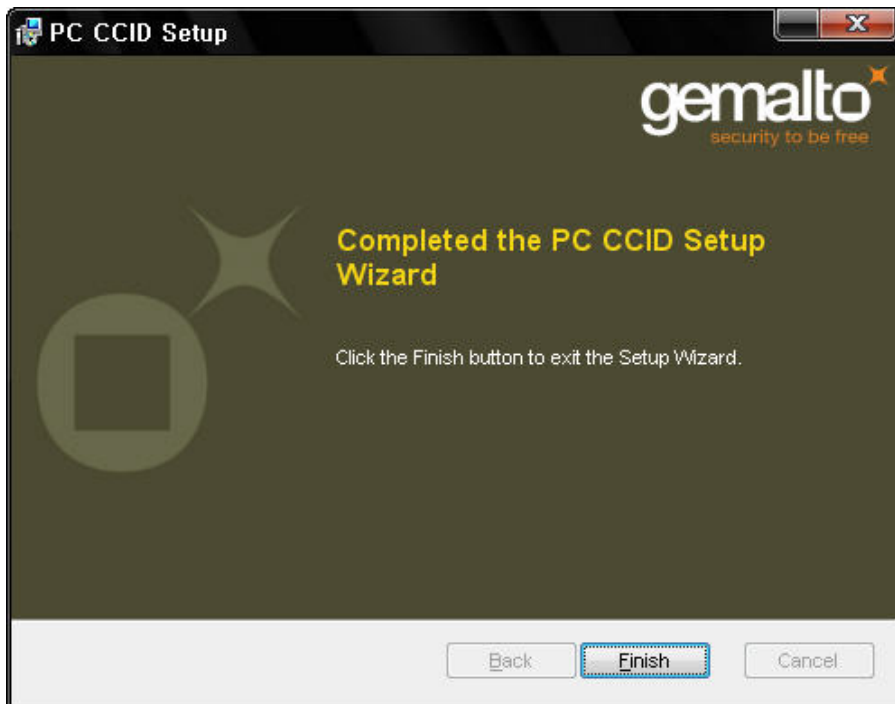 PC CCID Setup
gemalto
security to be free
Completed the PC CCID Setup
Wizard
Click the Finish button to exit the Setup Wizard.
Back
Finish
Cancel